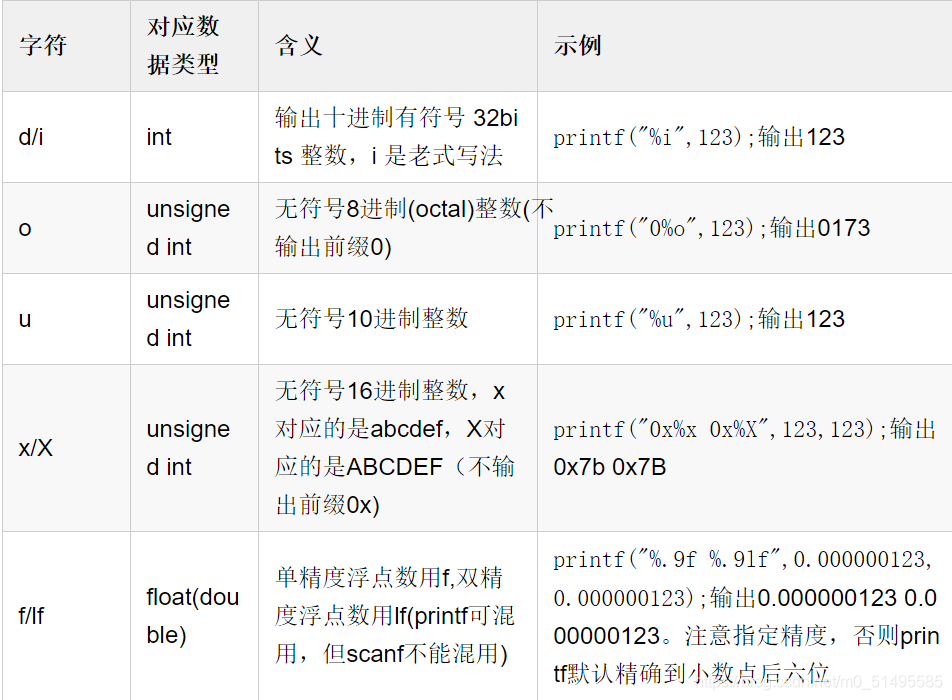 字符
对应数
据类型
含义
示例
d/i
int
输出十进制有符号 32bi
ts 整数，i 是老式写法
printf("%i",123);输出123
o
unsigne
d int
无符号8进制(octal)整数(不
输出前缀0)
printf("0%o",123);输出0173
u
unsigne
d int
无符号10进制整数
printf("%u",123);输出123
x/X
unsigne
d int
无符号16进制整数，x
对应的是abcdef，X对
应的是ABCDEF（不输
出前缀0x)
printf("0x%x 0x%X",123,123);输出
0x7b 0x7B
f/lf
float(dou
ble)
单精度浮点数用f,双精
度浮点数用lf(printf可混
用，但scanf不能混用)
printf("%.9f %.9lf",0.000000123,
0.000000123);输出0.000000123 0.0
00000123。注意指定精度，否则prin
tf默认精确到小数点后六位
https://blog.csdn.net/m0_51495585